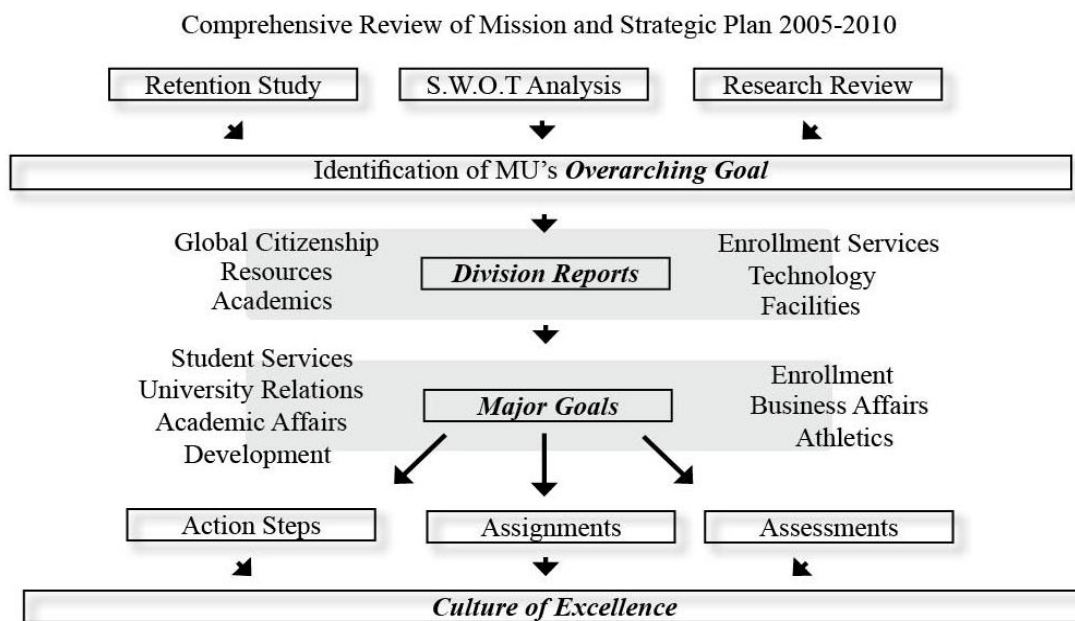 Comprehensive Review of Mission and Strategic Plan 2005-2010
Retention Study
S.W.O.T Analysis
Research Review
Identification of MU's Overarching Goal
Global Citizenship
Resources
Academics
Division Reports
Enrollment Services
Technology
Facilities
Student Services
University Relations
Academic Affairs
Development
Major Goals
Enrollment
Business Affairs
Athletics
Action Steps
Assignments
Assessments
Culture of Excellence